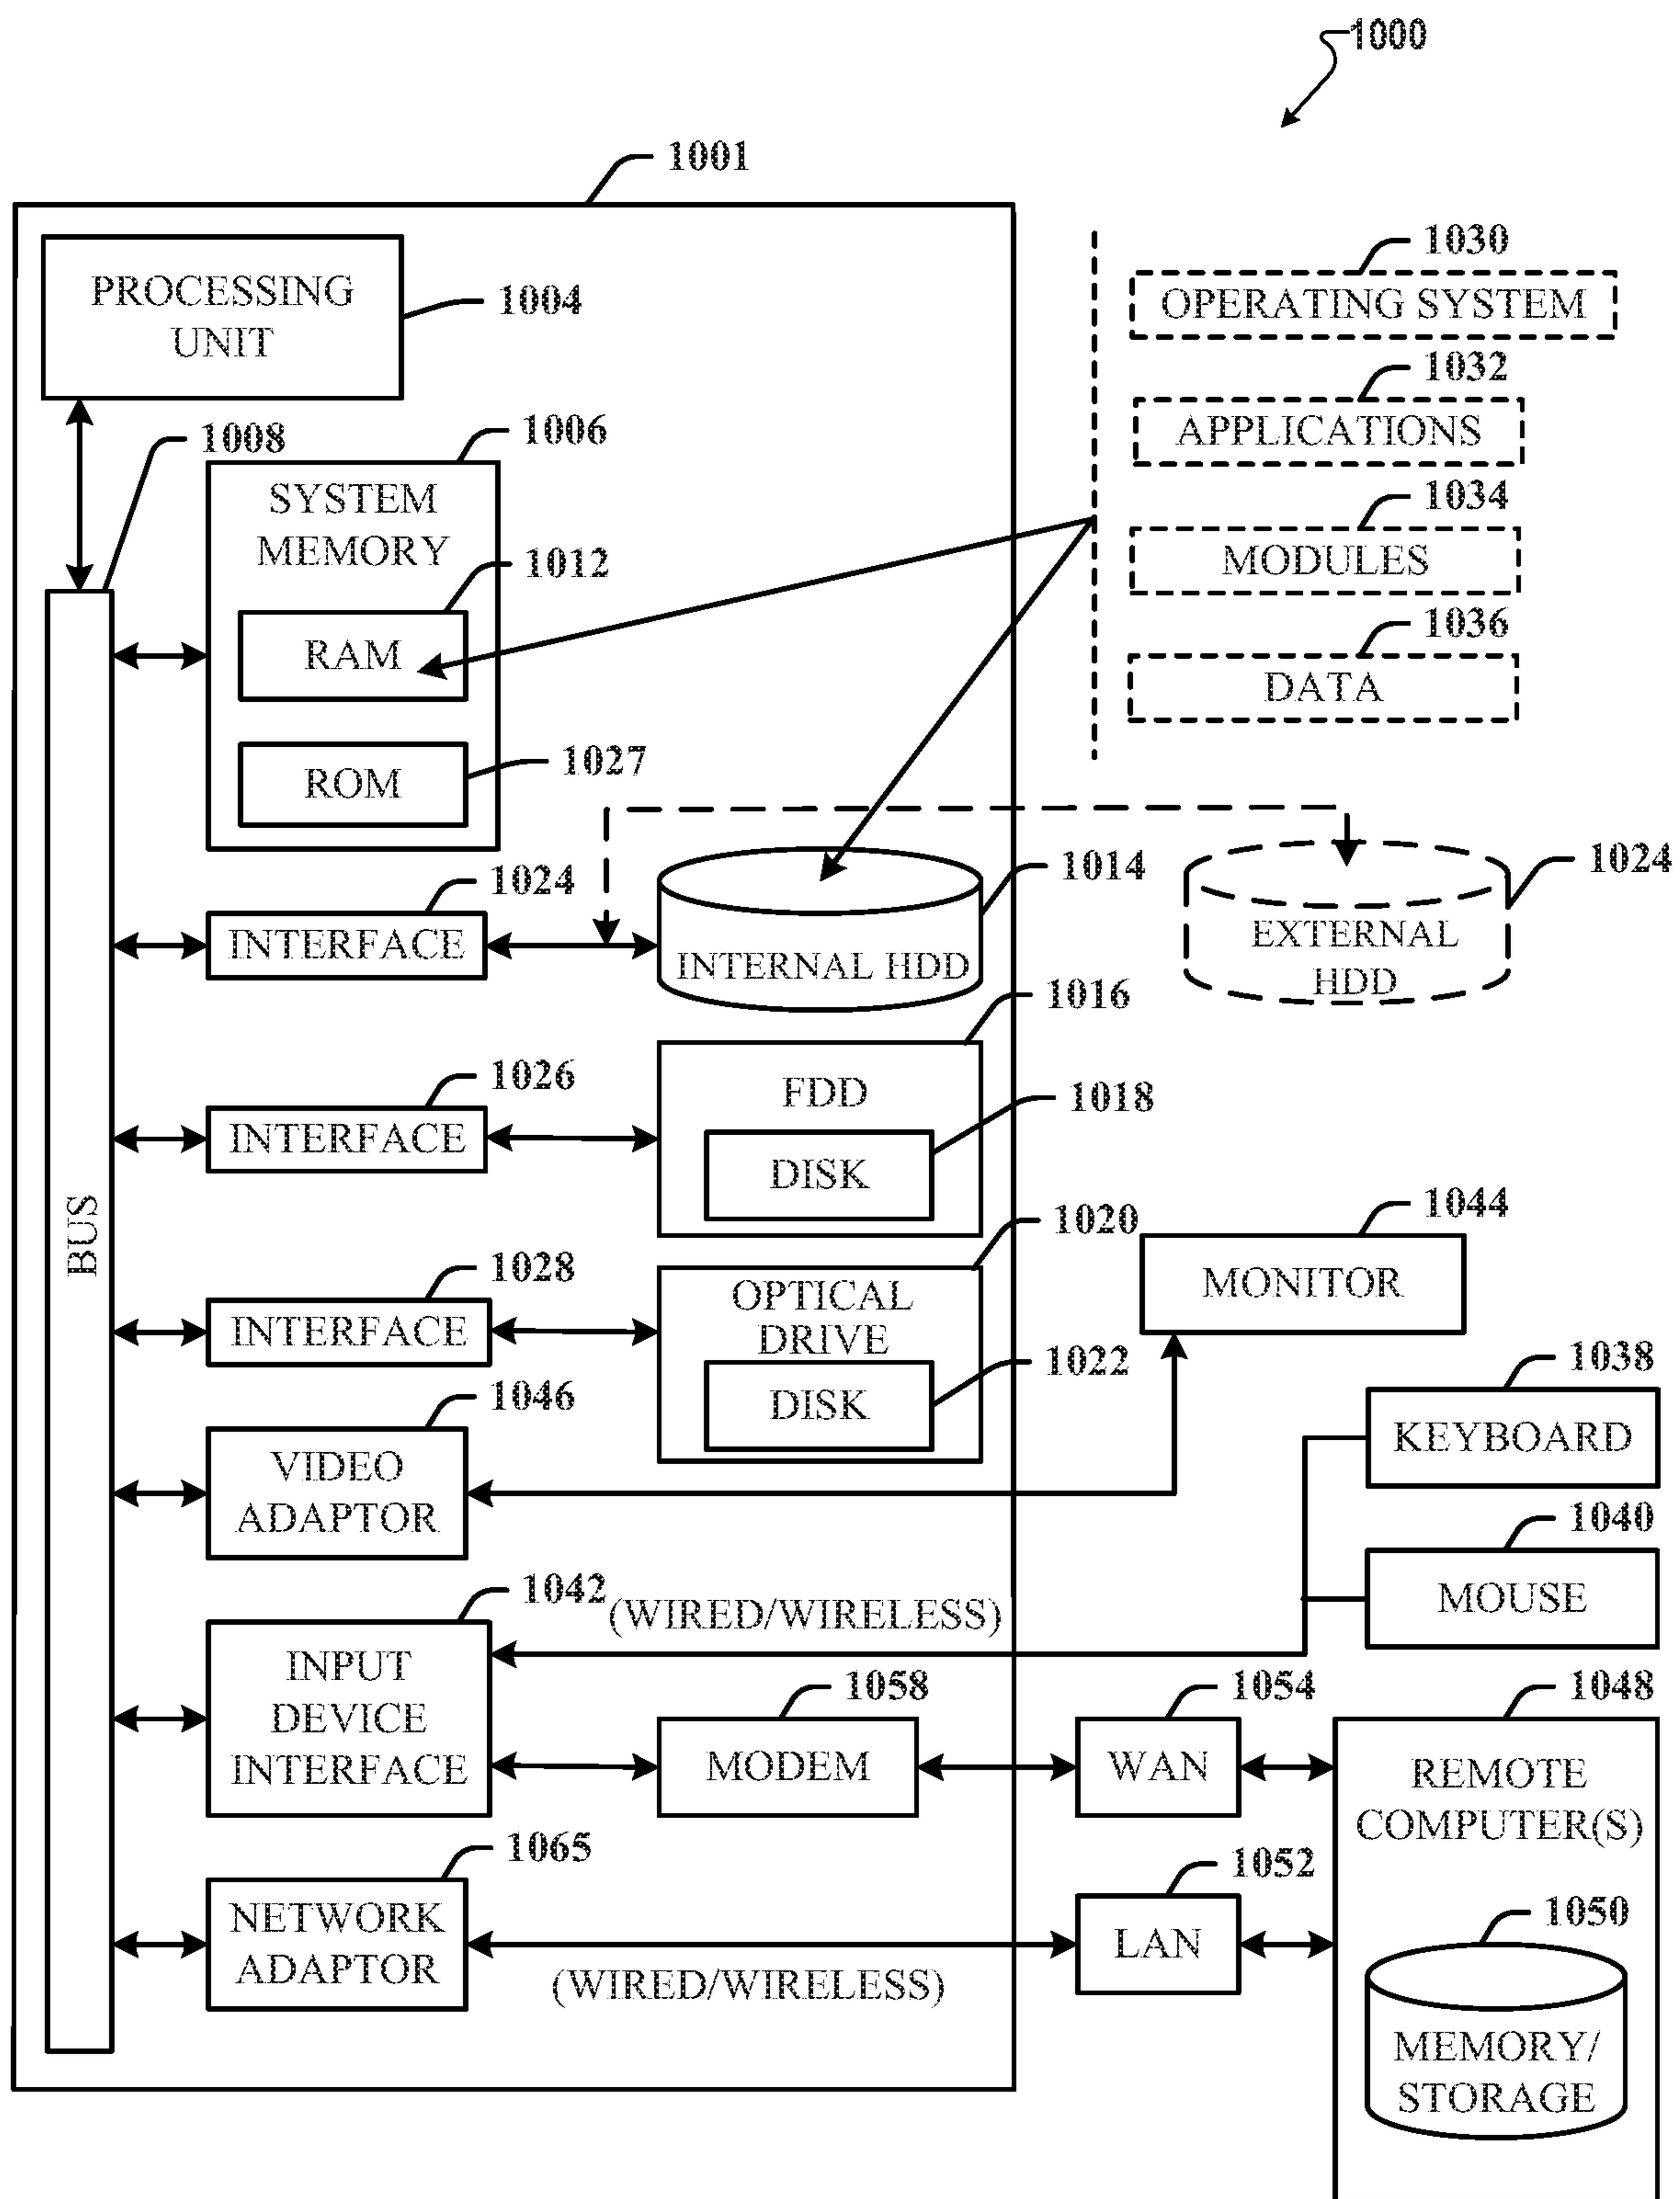 1000
1001
PROCESSING
UNIT
1004
1008
1006
SYSTEM
MEMORY
1012
RAM
ROM
1027
1030
OPERATING SYSTEM
1032
APPLICATIONS
1034
MODULES
1036
DATA
1024
INTERFACE
1014
INTERNAL HDD
1024
EXTERNAL
HDD
1026
INTERFACE
1016
FDD
1018
DISK
BUS
1028
INTERFACE
1020
OPTICAL
DRIVE
1022
DISK
1044
MONITOR
1046
VIDEO
ADAPTOR
1038
KEYBOARD
1040
MOUSE
1042
(WIRED/WIRELESS)
INPUT
DEVICE
INTERFACE
1058
MODEM
1054
WAN
1048
REMOTE
COMPUTER(S)
1065
NETWORK
ADAPTOR
(WIRED/WIRELESS)
1052
LAN
1050
MEMORY/
STORAGE